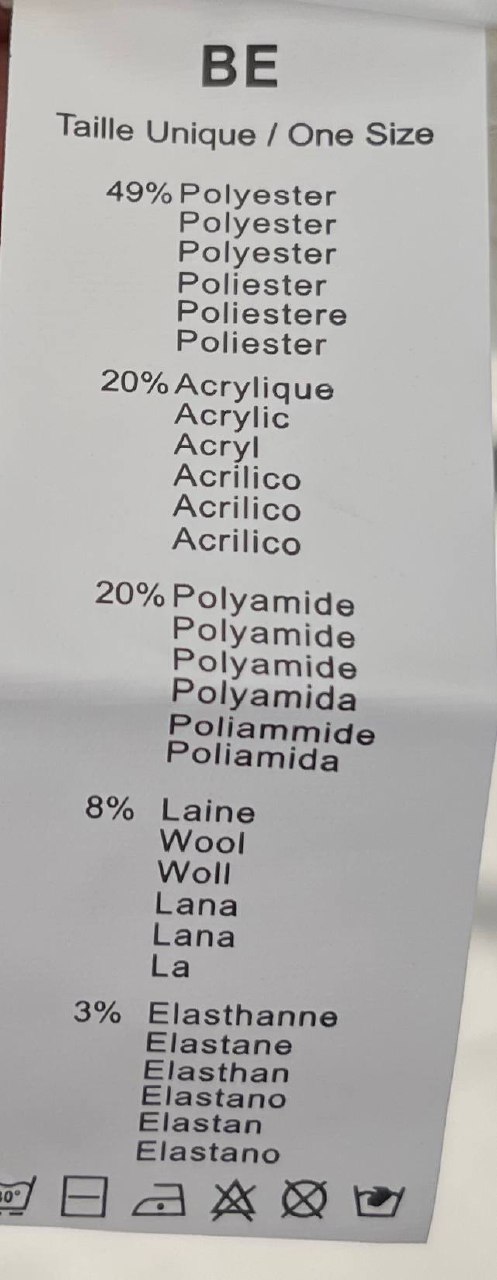 BE
Taille Unique / One Size
49% Polyester
Polyester
Polyester
Poliester
Poliestere
Poliester
20% Acrylique
Acrylic
Acryl
Acrilico
Acrilico
Acrilico
20% Polyamide
Polyamide
Polyamide
Polyamida
Poliammide
Poliamida
8% Laine
Wool
Woll
Lana
Lana
La
3% Elasthanne
Elastane
Elasthan
Elastano
Elastan
Elastano